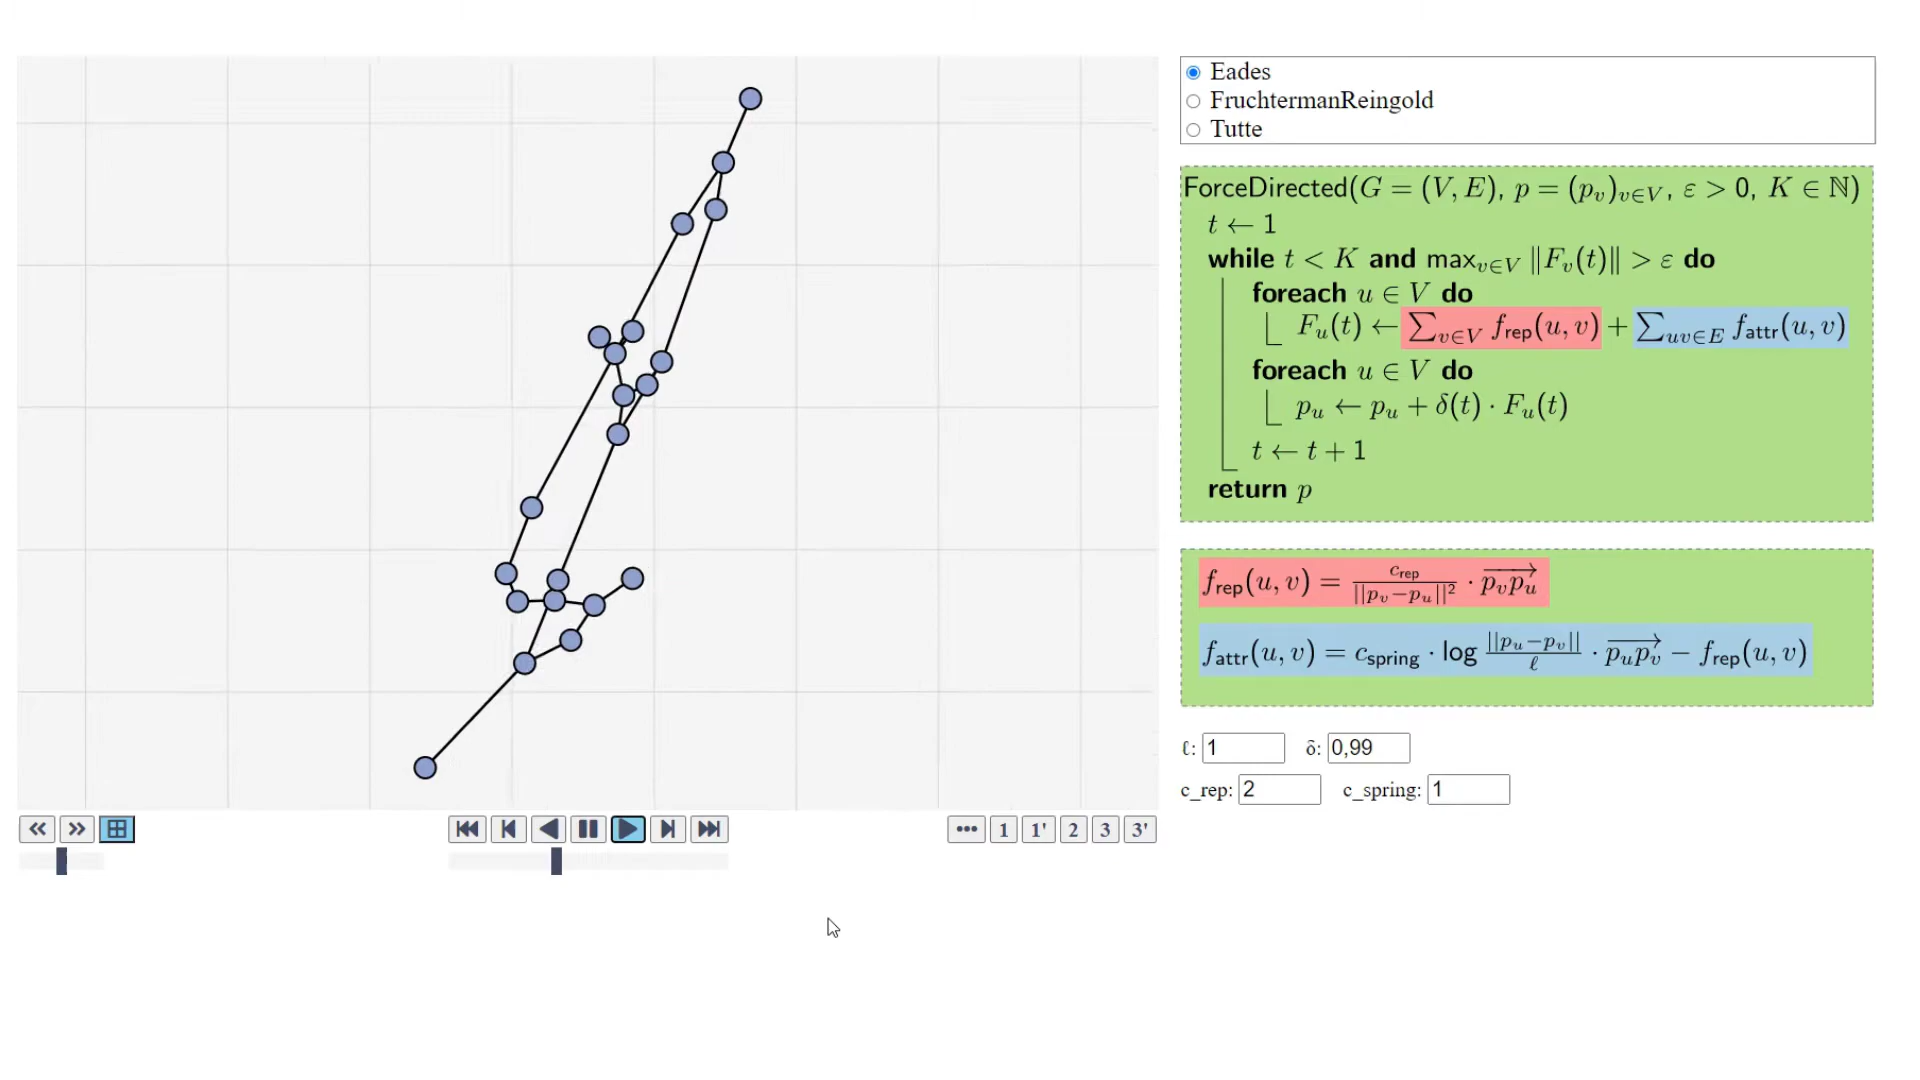 Eades
FruchtermanReingold
Tutte
ForceDirected(G = (V, E), p = (p_v)_{v∈V}, ε > 0, K ∈ ℕ)
t ← 1
while t < K and max_{v∈V} ‖F_v(t)‖ > ε do
foreach u ∈ V do
F_u(t) ← ∑_{v∈V} f_rep(u, v) + ∑_{uv∈E} f_attr(u, v)
foreach u ∈ V do
p_u ← p_u + δ(t) · F_u(t)
t ← t + 1
return p
f_rep(u, v) = c_rep / ||p_v − p_u||² · \overrightarrow{p_v p_u}
f_attr(u, v) = c_spring · log ||p_u − p_v|| / ℓ · \overrightarrow{p_u p_v} − f_rep(u, v)
ℓ: 1 δ: 0,99
c_rep: 2 c_spring: 1
••• 1 1' 2 3 3'